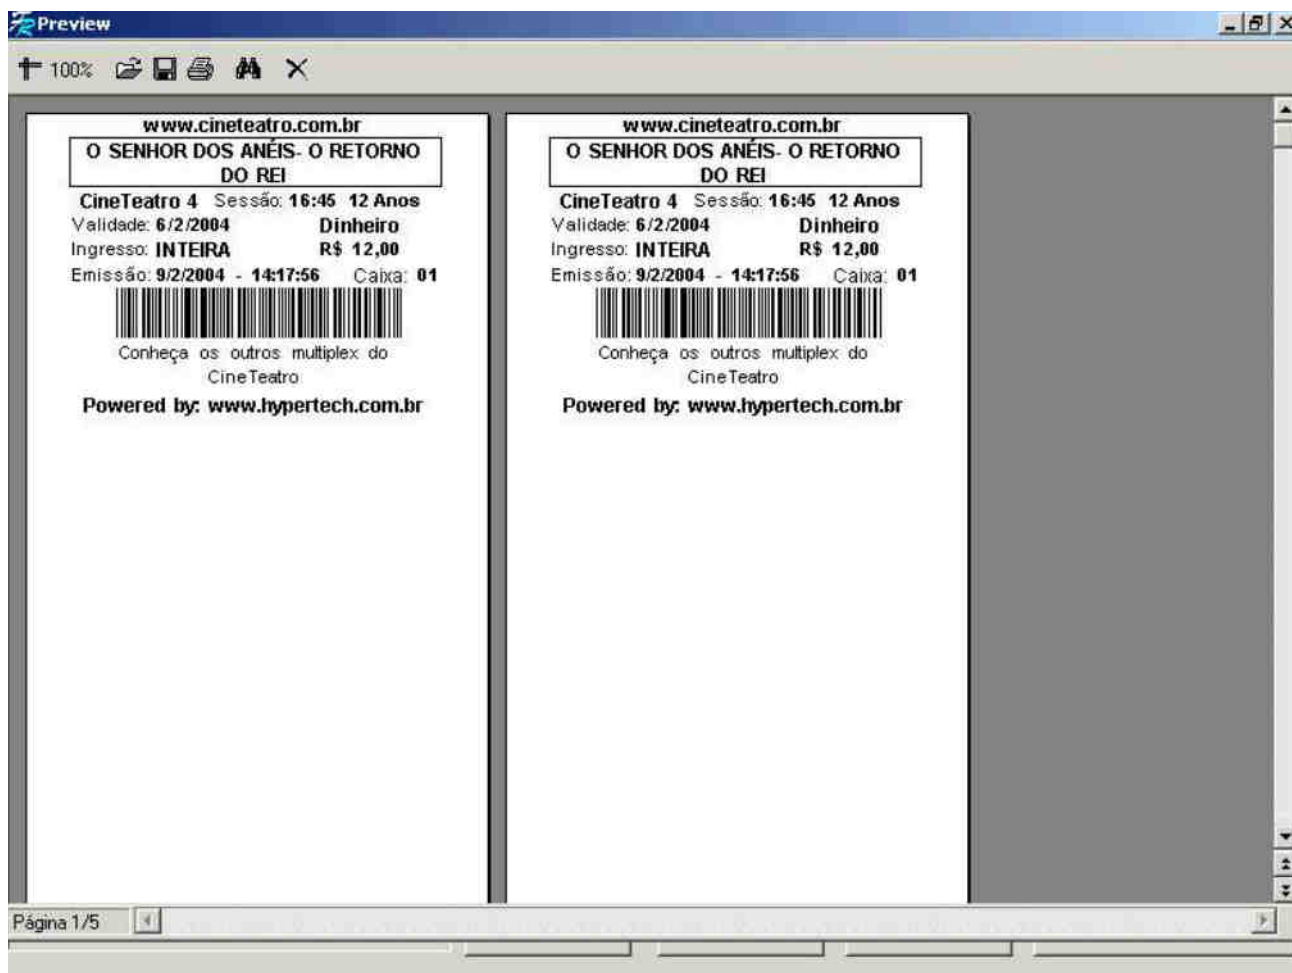 Preview
100%
www.cineteatro.com.br
O SENHOR DOS ANÉIS- O RETORNO
DO REI
CineTeatro 4 Sessão: 16:45 12 Anos
Validade: 6/2/2004 Dinheiro
Ingresso: INTEIRA R$ 12,00
Emissão: 9/2/2004 - 14:17:56 Caixa: 01
Conheça os outros multiplex do
CineTeatro
Powered by: www.hypertech.com.br
www.cineteatro.com.br
O SENHOR DOS ANÉIS- O RETORNO
DO REI
CineTeatro 4 Sessão: 16:45 12 Anos
Validade: 6/2/2004 Dinheiro
Ingresso: INTEIRA R$ 12,00
Emissão: 9/2/2004 - 14:17:56 Caixa: 01
Conheça os outros multiplex do
CineTeatro
Powered by: www.hypertech.com.br
Página 1/5